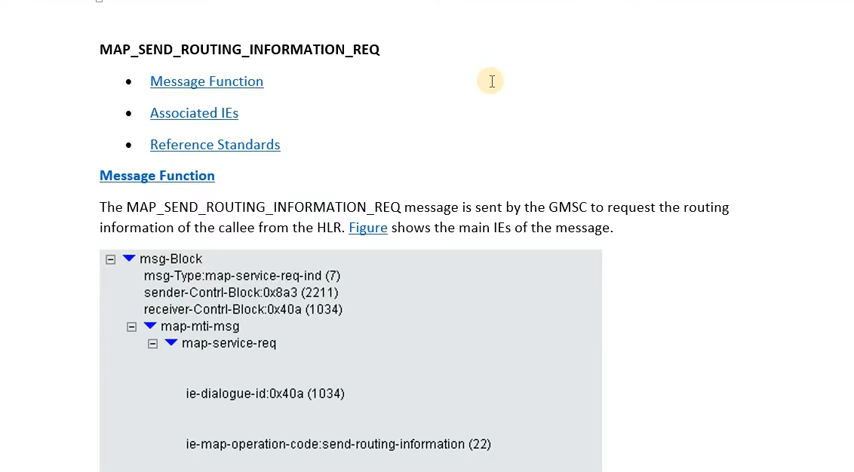 MAP_SEND_ROUTING_INFORMATION_REQ
• Message Function
• Associated IEs
• Reference Standards
Message Function
The MAP_SEND_ROUTING_INFORMATION_REQ message is sent by the GMSC to request the routing
information of the callee from the HLR. Figure shows the main IEs of the message.
msg-Block
msg-Type:map-service-req-ind (7)
sender-Contrl-Block:0x8a3 (2211)
receiver-Contrl-Block:0x40a (1034)
map-mti-msg
map-service-req
ie-dialogue-id:0x40a (1034)
ie-map-operation-code:send-routing-information (22)